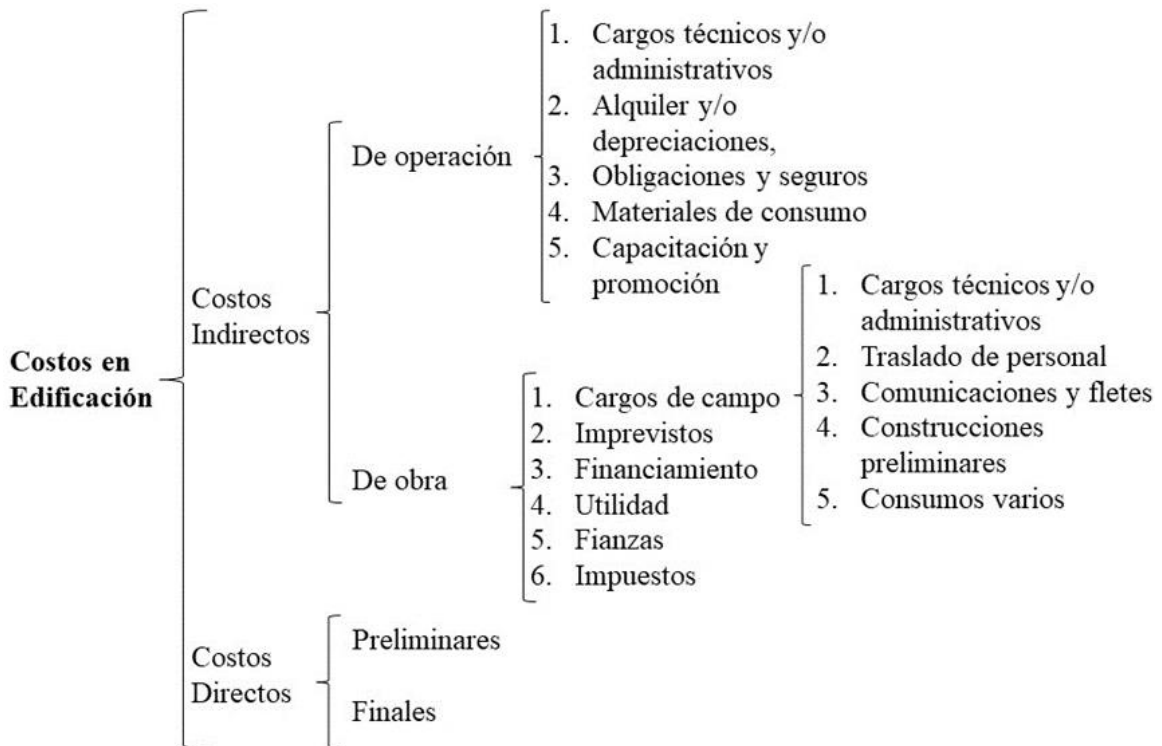 Costos en
Edificación
Costos
Indirectos
De operación
1. Cargos técnicos y/o
administrativos
2. Alquiler y/o
depreciaciones,
3. Obligaciones y seguros
4. Materiales de consumo
5. Capacitación y
promoción
De obra
1. Cargos de campo
2. Imprevistos
3. Financiamiento
4. Utilidad
5. Fianzas
6. Impuestos
1. Cargos técnicos y/o
administrativos
2. Traslado de personal
3. Comunicaciones y fletes
4. Construcciones
preliminares
5. Consumos varios
Costos
Directos
Preliminares
Finales